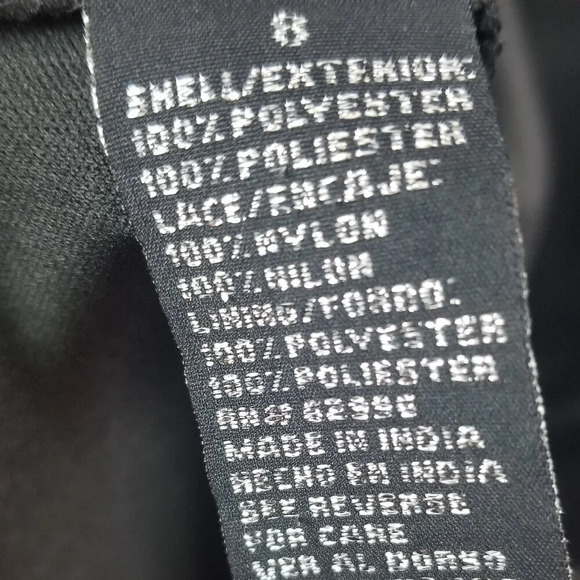 8
SHELL/EXTERIOR:
100% POLYESTER
100% POLIESTER
LACE/ENCAJE:
100% NYLON
100% NILON
LINING/FORRO:
100% POLYESTER
100% POLIESTER
RN# 62996
MADE IN INDIA
HECHO EN INDIA
SEE REVERSE
FOR CARE
VER AL DORSO